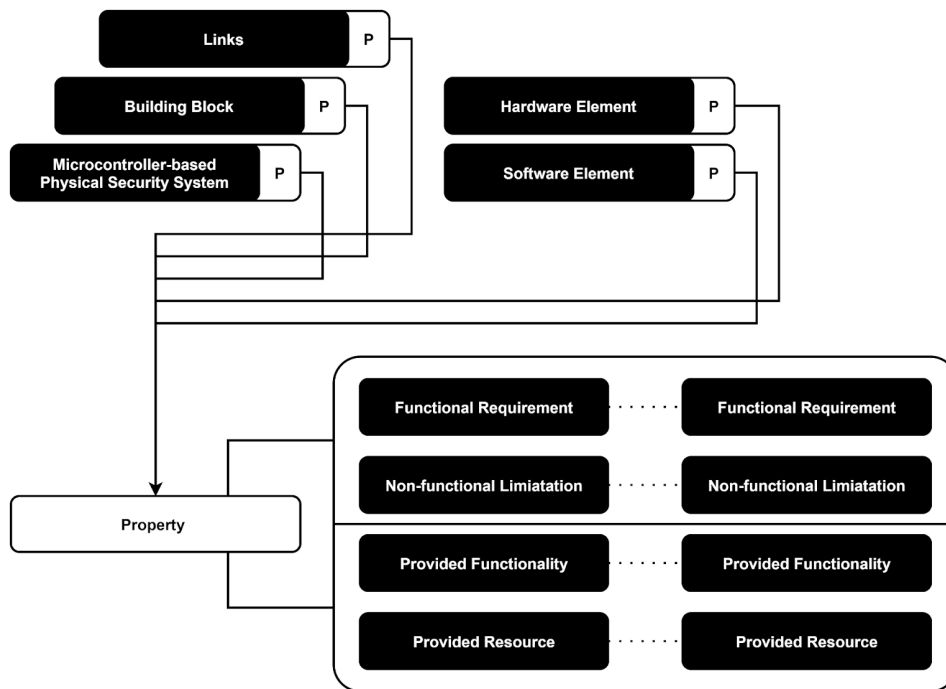 Links P
Building Block P
Hardware Element P
Microcontroller-based
Physical Security System P
Software Element P
Functional Requirement Functional Requirement
Non-functional Limiatation Non-functional Limiatation
Property
Provided Functionality Provided Functionality
Provided Resource Provided Resource